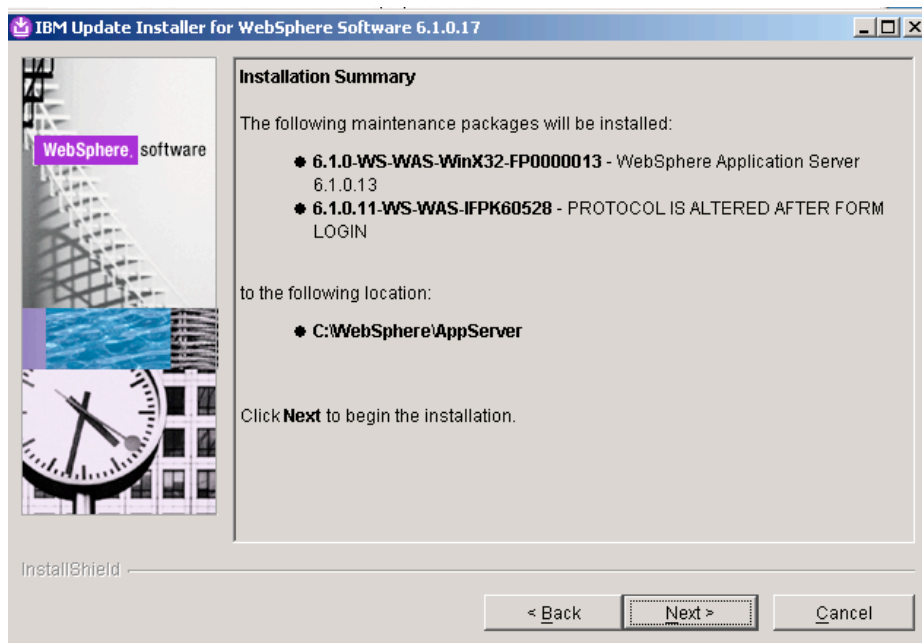 IBM Update Installer for WebSphere Software 6.1.0.17
WebSphere. software
Installation Summary
The following maintenance packages will be installed:
6.1.0-WS-WAS-WinX32-FP0000013 - WebSphere Application Server
6.1.0.13
6.1.0.11-WS-WAS-IFPK60528 - PROTOCOL IS ALTERED AFTER FORM
LOGIN
to the following location:
C:\WebSphere\AppServer
Click Next to begin the installation.
InstallShield
< Back
Next >
Cancel